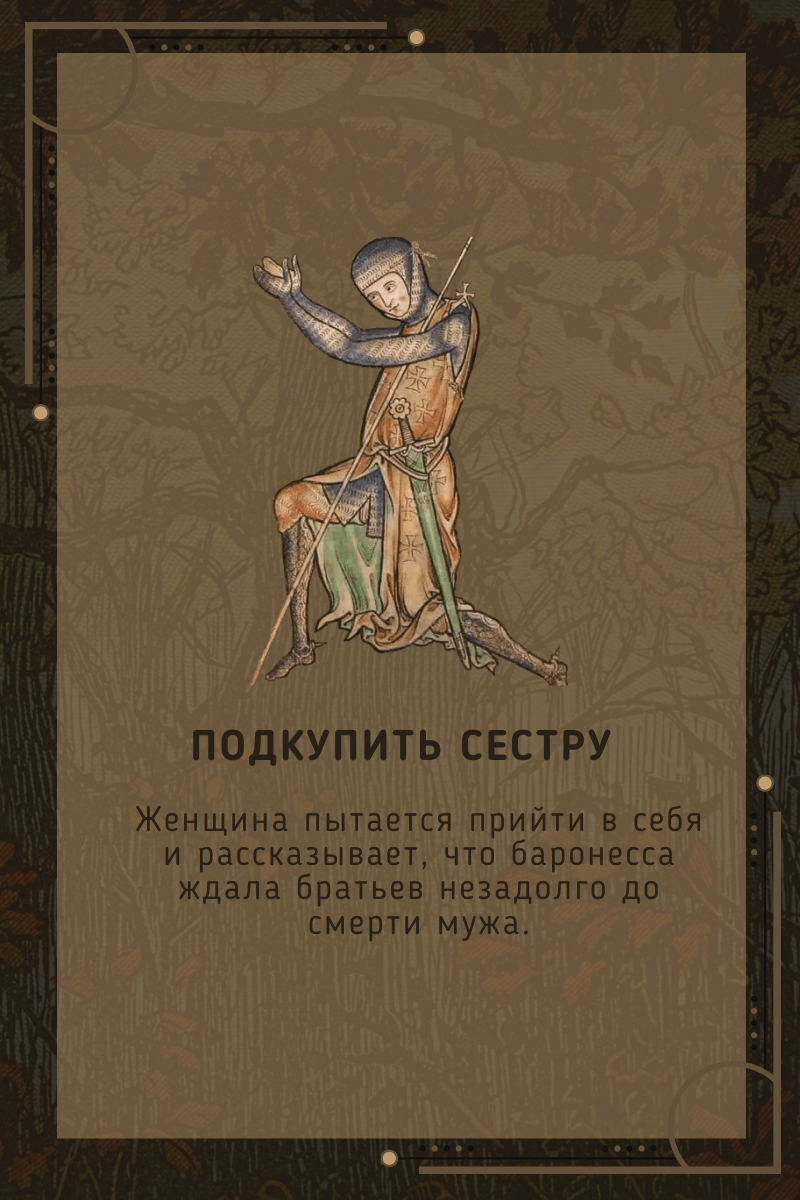 ПОДКУПИТЬ СЕСТРУ
Женщина пытается прийти в себя
и рассказывает, что баронесса
ждала братьев незадолго до
смерти мужа.